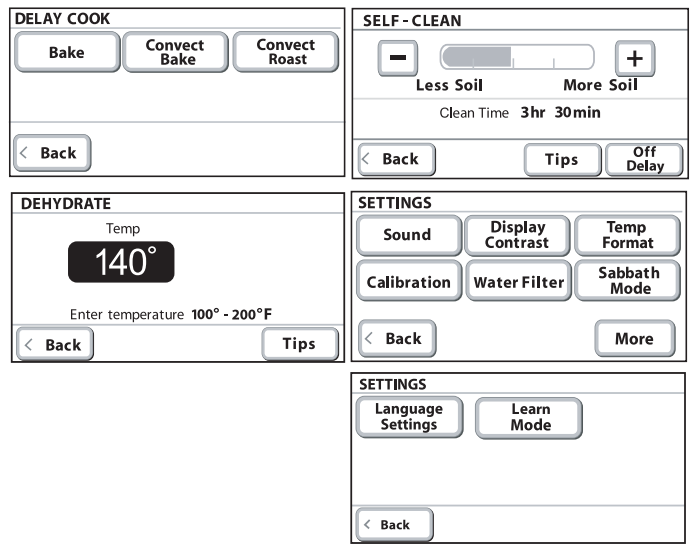 DELAY COOK
Bake
Convect
Bake
Convect
Roast
< Back
SELF - CLEAN
− +
Less Soil More Soil
Clean Time 3hr 30min
< Back
Tips
Off
Delay
DEHYDRATE
Temp
140°
Enter temperature 100° - 200°F
< Back
Tips
SETTINGS
Sound
Display
Contrast
Temp
Format
Calibration
Water Filter
Sabbath
Mode
< Back
More
SETTINGS
Language
Settings
Learn
Mode
< Back